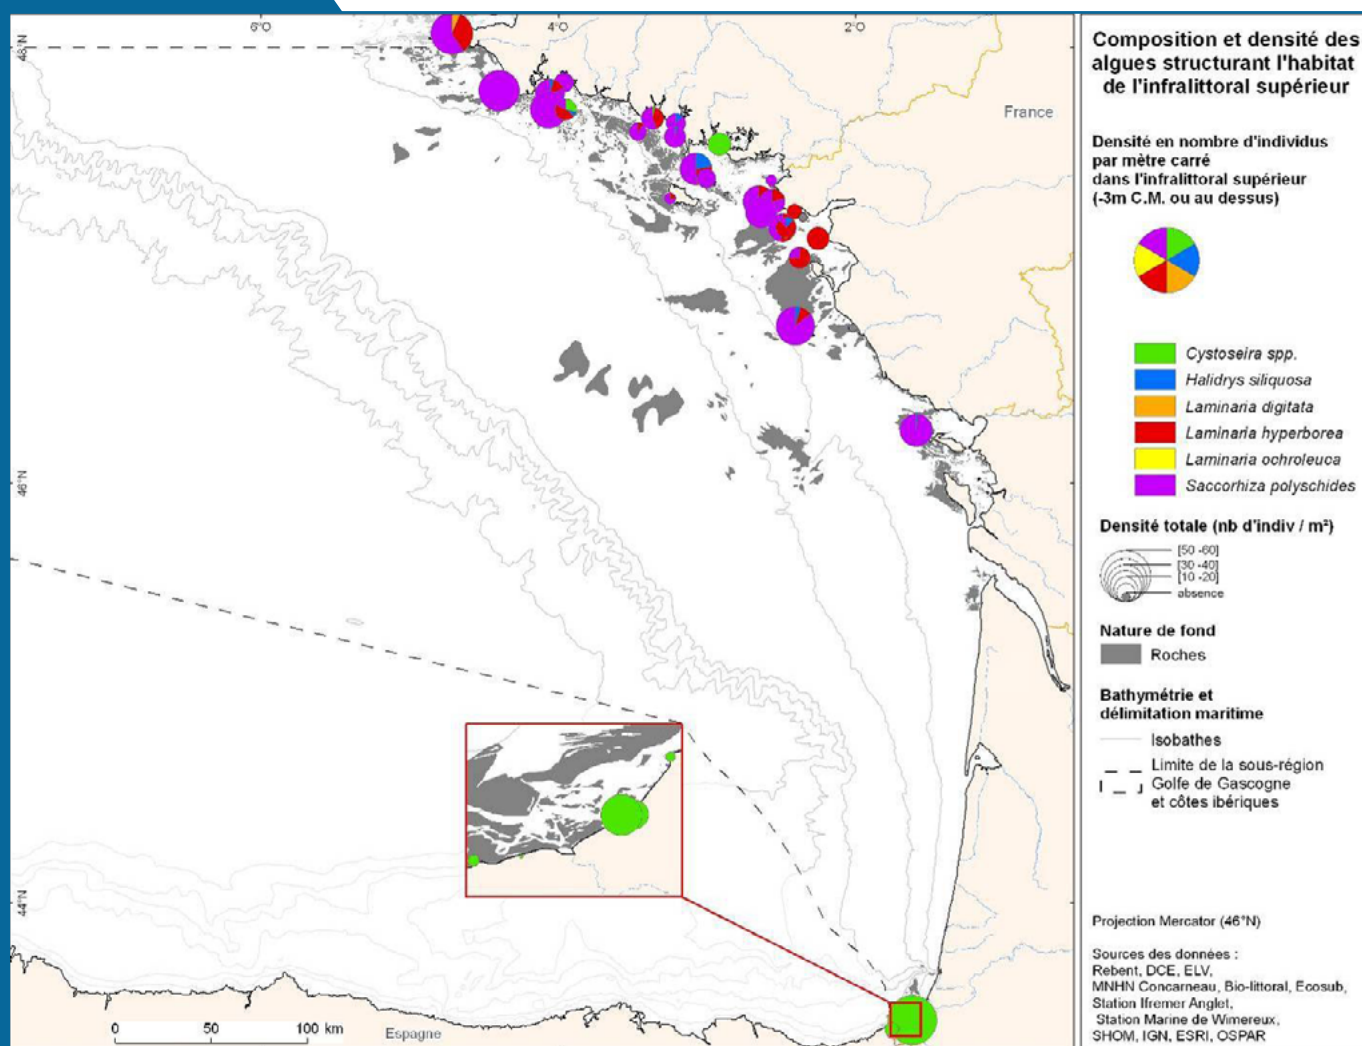 6°O
4°O
2°O
48°N
46°N
44°N
France
Espagne
0 50 100 km
Composition et densité des
algues structurant l'habitat
de l'infralittoral supérieur
Densité en nombre d'individus
par mètre carré
dans l'infralittoral supérieur
(-3m C.M. ou au dessus)
Cystoseira spp.
Halidrys siliquosa
Laminaria digitata
Laminaria hyperborea
Laminaria ochroleuca
Saccorhiza polyschides
Densité totale (nb d'indiv / m²)
[50 -60]
[30 -40]
[10 -20]
absence
Nature de fond
Roches
Bathymétrie et
délimitation maritime
Isobathes
Limite de la sous-région
Golfe de Gascogne
et côtes ibériques
Projection Mercator (46°N)
Sources des données :
Rebent, DCE, ELV,
MNHN Concarneau, Bio-littoral, Ecosub,
Station Ifremer Anglet,
Station Marine de Wimereux,
SHOM, IGN, ESRI, OSPAR